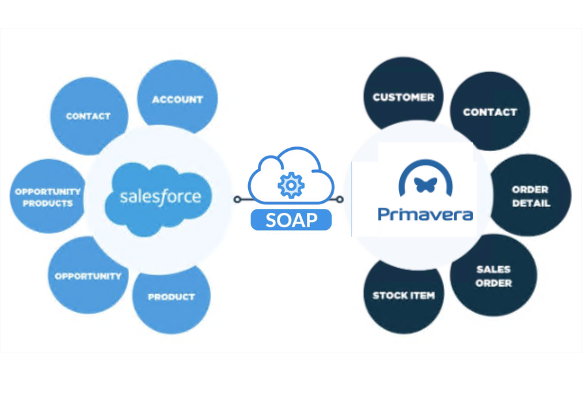 ACCOUNT
CONTACT
OPPORTUNITY
PRODUCTS
OPPORTUNITY
PRODUCT
salesforce
SOAP
CUSTOMER
CONTACT
ORDER
DETAIL
SALES
ORDER
STOCK ITEM
Primavera